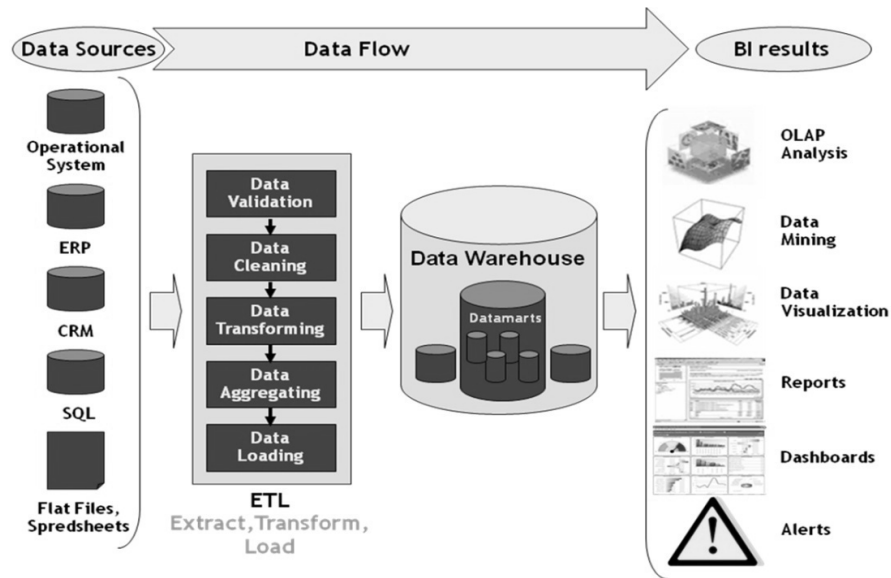 Data Sources
Data Flow
BI results
Operational
System
ERP
CRM
SQL
Flat Files,
Spredsheets
Data
Validation
Data
Cleaning
Data
Transforming
Data
Aggregating
Data
Loading
ETL
Extract,Transform,
Load
Data Warehouse
Datamarts
OLAP
Analysis
Data
Mining
Data
Visualization
Reports
Dashboards
Alerts